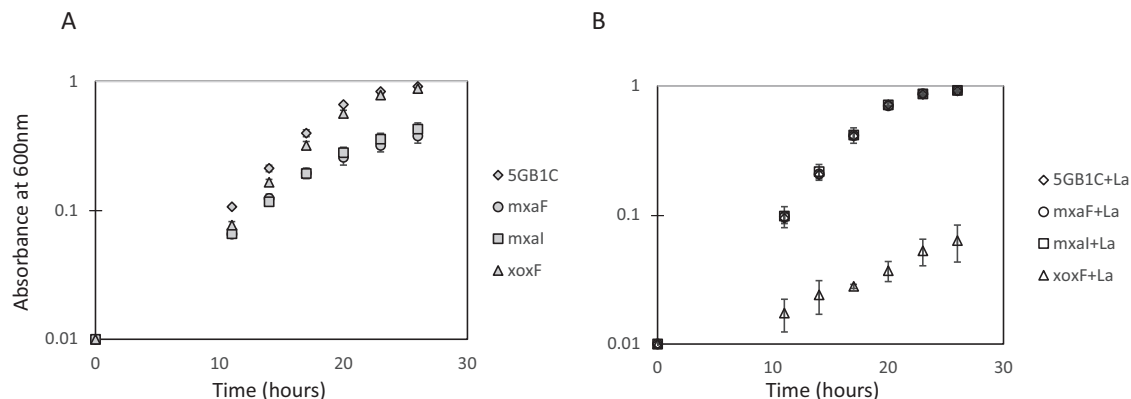 A
1
0.1
0.01
0
10
20
30
Absorbance at 600nm
Time (hours)
5GB1C
mxaF
mxaI
xoxF
B
1
0.1
0.01
0
10
20
30
Time (hours)
5GB1C+La
mxaF+La
mxaI+La
xoxF+La